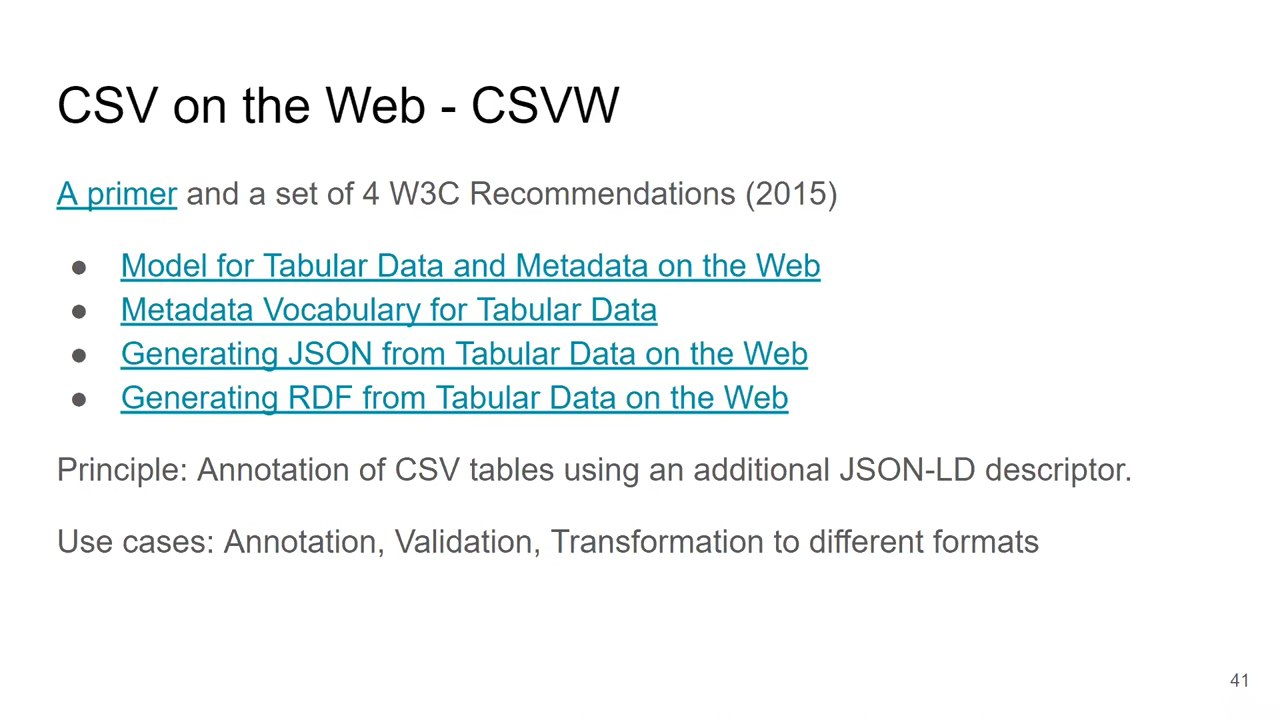 CSV on the Web - CSVW
A primer and a set of 4 W3C Recommendations (2015)
● Model for Tabular Data and Metadata on the Web
● Metadata Vocabulary for Tabular Data
● Generating JSON from Tabular Data on the Web
● Generating RDF from Tabular Data on the Web
Principle: Annotation of CSV tables using an additional JSON-LD descriptor.
Use cases: Annotation, Validation, Transformation to different formats
41